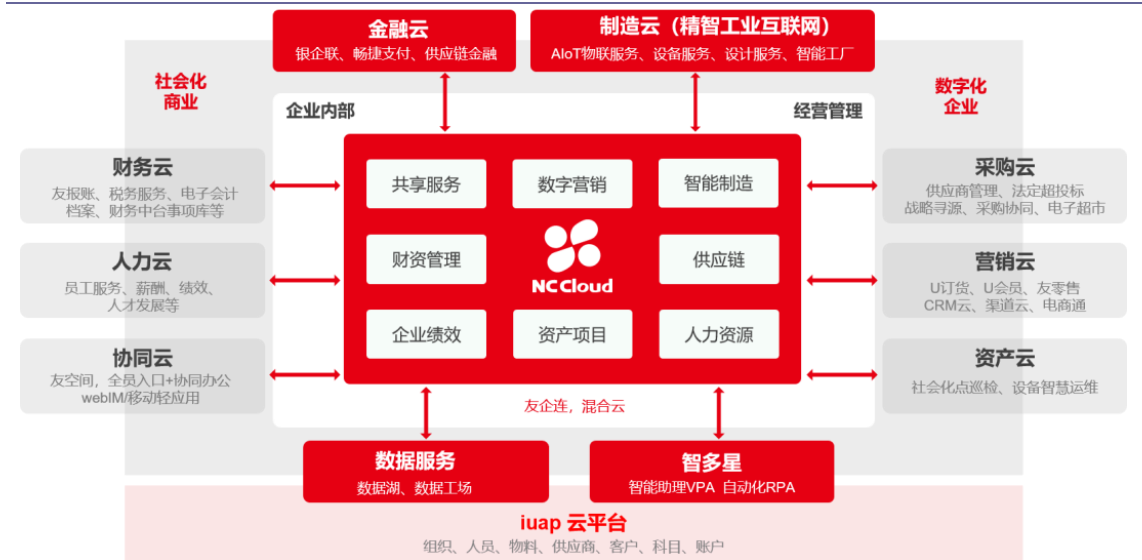 金融云
银企联、畅捷支付、供应链金融
制造云（精智工业互联网）
AIoT物联服务、设备服务、设计服务、智能工厂
社会化
商业
数字化
企业
企业内部
经营管理
财务云
友报账、税务服务、电子会计
档案、财务中台事项库等
人力云
员工服务、薪酬、绩效、
人才发展等
协同云
友空间，全员入口+协同办公
webIM/移动轻应用
共享服务
数字营销
智能制造
财资管理
NC Cloud
供应链
企业绩效
资产项目
人力资源
友企连，混合云
采购云
供应商管理、法定超投标
战略寻源、采购协同、电子超市
营销云
U订货、U会员、友零售
CRM云、渠道云、电商通
资产云
社会化点巡检、设备智慧运维
数据服务
数据湖、数据工场
智多星
智能助理VPA 自动化RPA
iuap 云平台
组织、人员、物料、供应商、客户、科目、账户